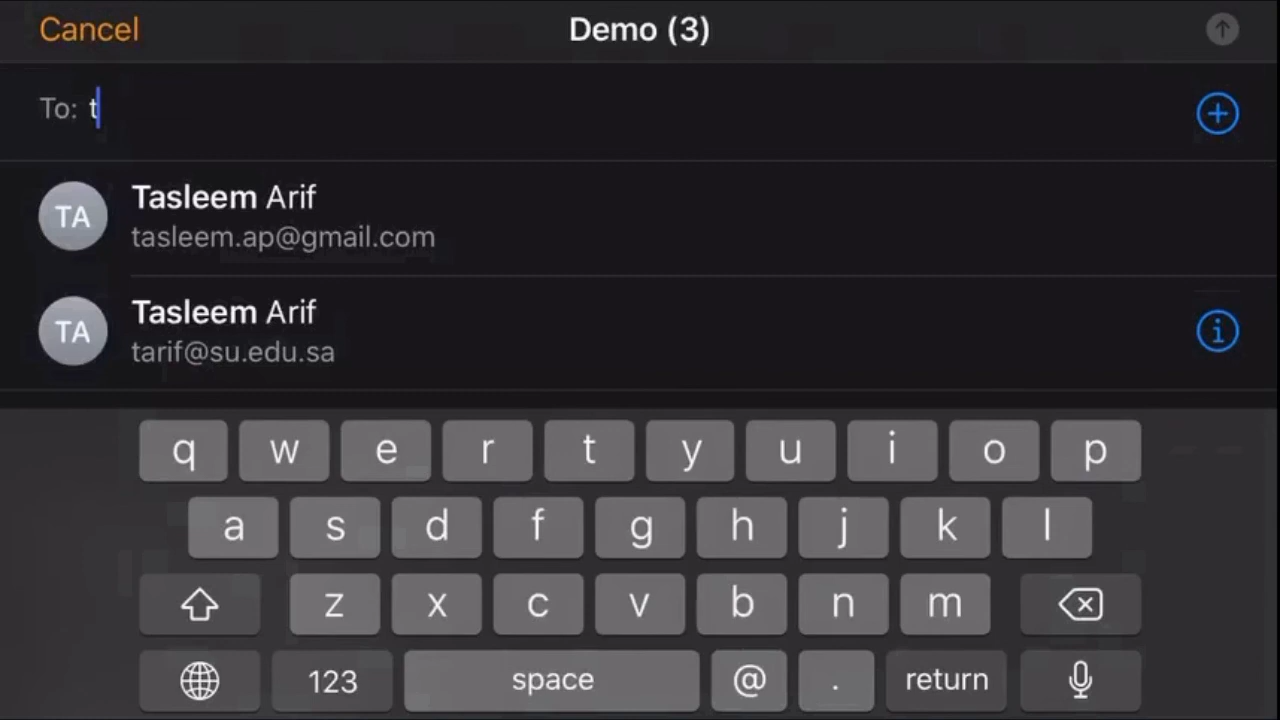 Cancel Demo (3)
To: t
TA Tasleem Arif
tasleem.ap@gmail.com
TA Tasleem Arif
tarif@su.edu.sa
q w e r t y u i o p
a s d f g h j k l
z x c v b n m
123 space @ . return